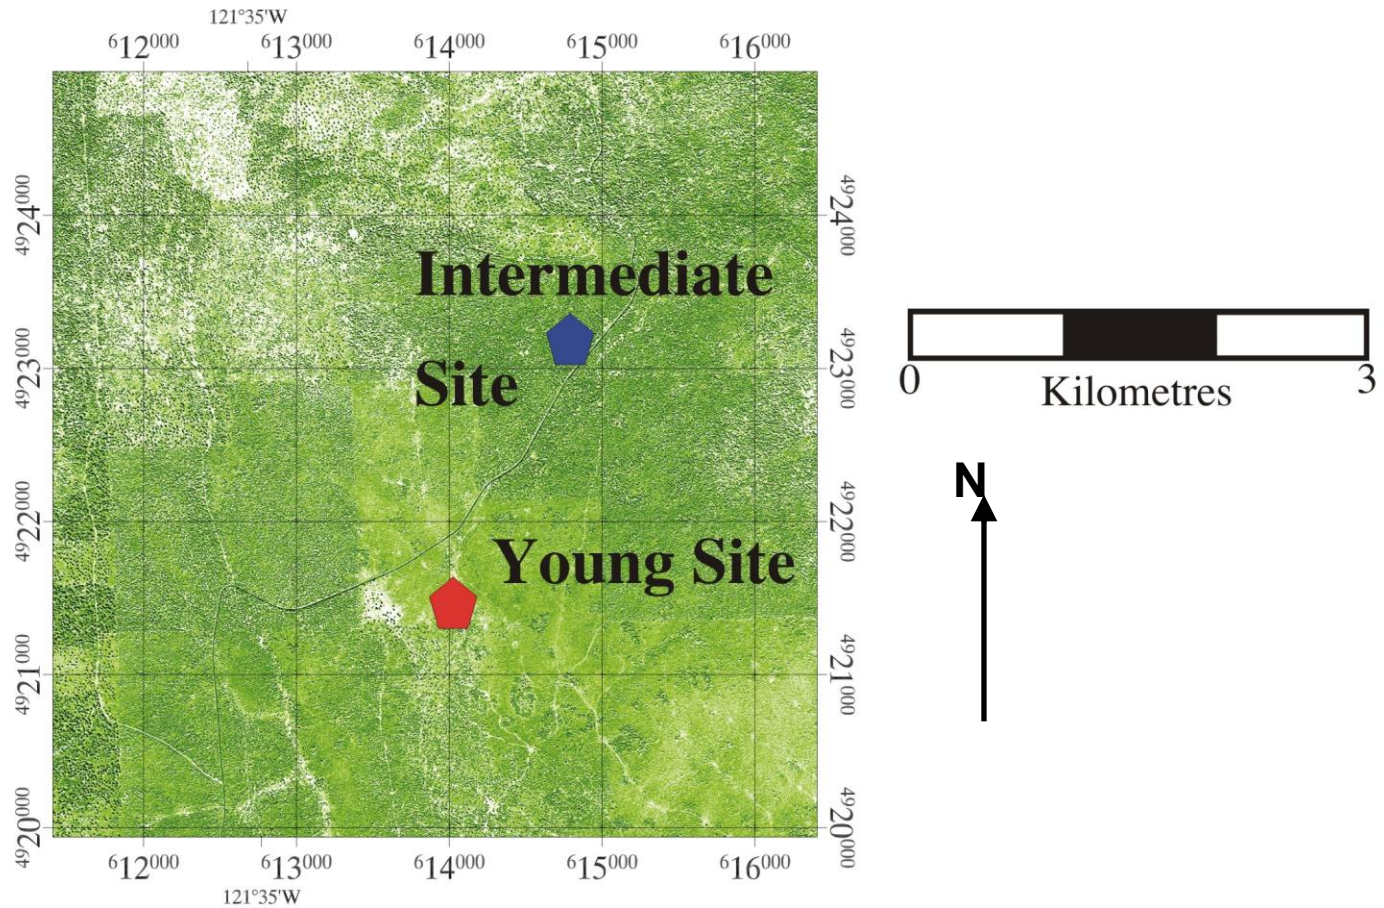 121°35'W
612000 613000 614000 615000 616000
4924000 4924000
Intermediate
4923000 Site 4923000
0 3
Kilometres
N
4922000 4922000
Young Site
4921000 4921000
4920000 4920000
612000 613000 614000 615000 616000
121°35'W